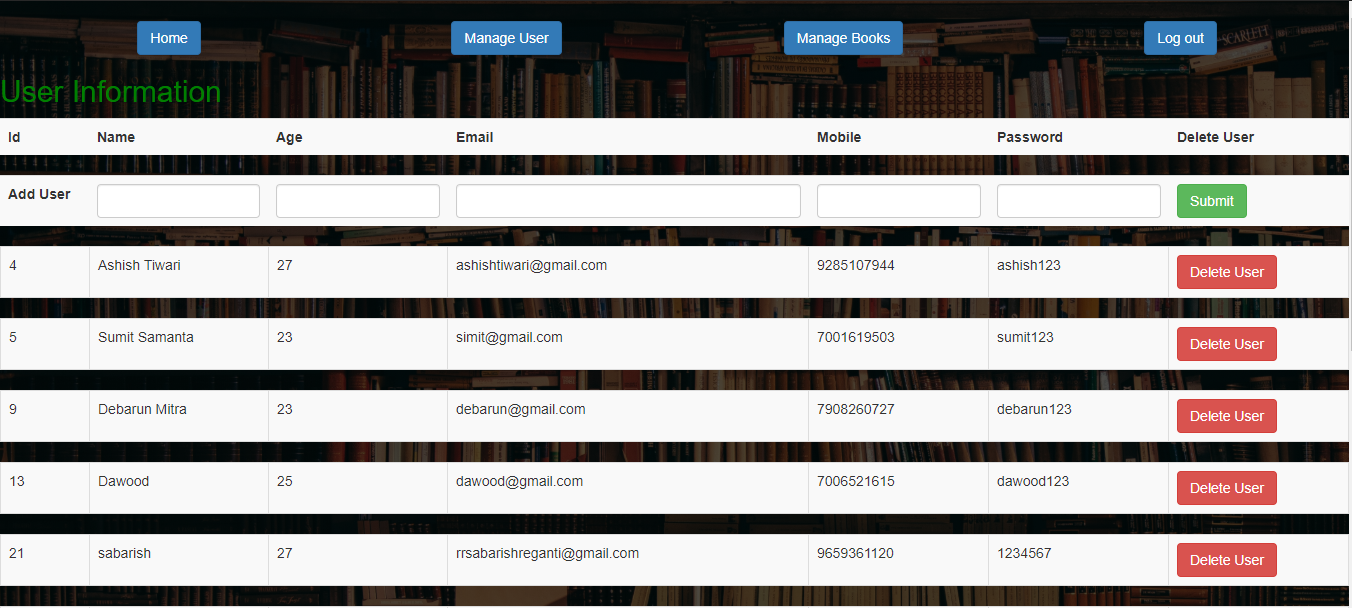 Home Manage User Manage Books Log out
SCARLETT
User Information
Id Name Age Email Mobile Password Delete User
Add User Submit
4 Ashish Tiwari 27 ashishtiwari@gmail.com 9285107944 ashish123 Delete User
5 Sumit Samanta 23 simit@gmail.com 7001619503 sumit123 Delete User
9 Debarun Mitra 23 debarun@gmail.com 7908260727 debarun123 Delete User
13 Dawood 25 dawood@gmail.com 7006521615 dawood123 Delete User
21 sabarish 27 rrsabarishreganti@gmail.com 9659361120 1234567 Delete User